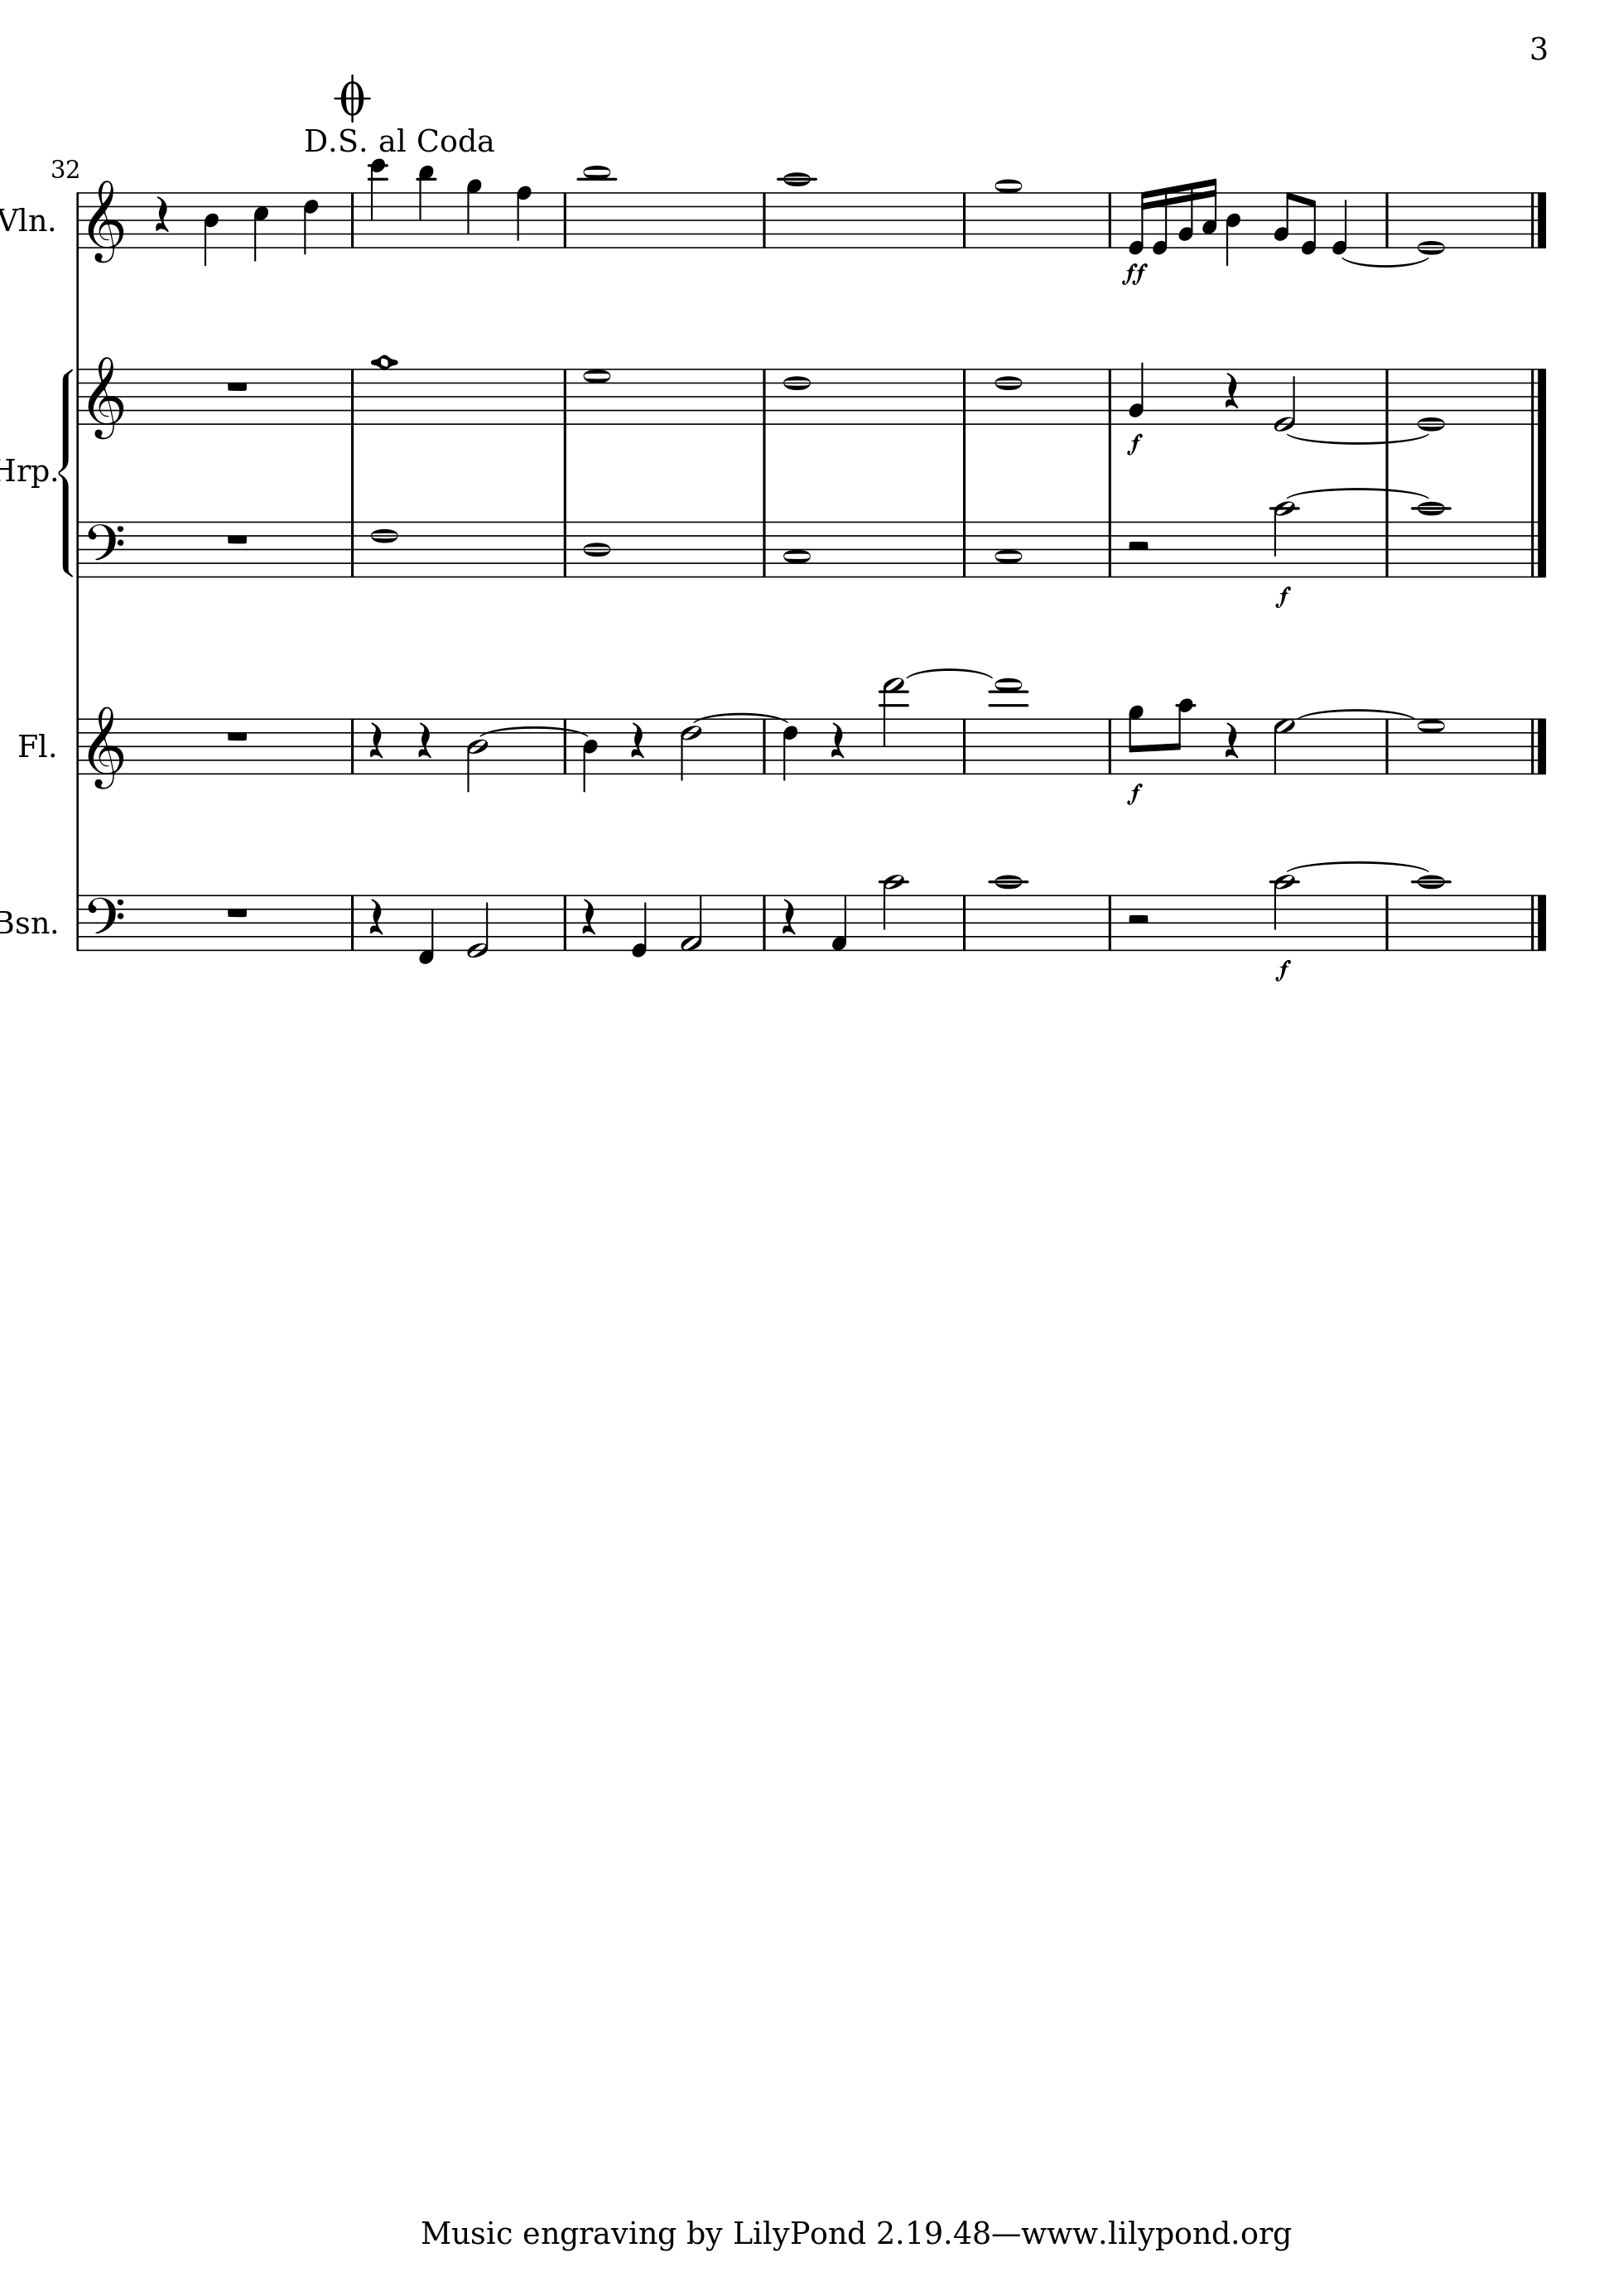 3
D.S. al Coda
32
Vln.
ff
f
Hrp.
f
Fl.
f
Bsn.
f
Music engraving by LilyPond 2.19.48—www.lilypond.org